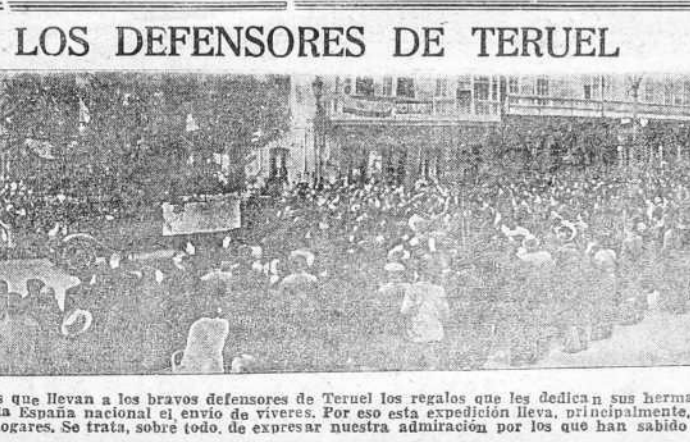 LOS DEFENSORES DE TERUEL
s que llevan a los bravos defensores de Teruel los regalos que les dedican sus herma
a España nacional el envío de víveres. Por eso esta expedición lleva, principalmente,
ogares. Se trata, sobre todo, de expresar nuestra admiración por los que han sabido